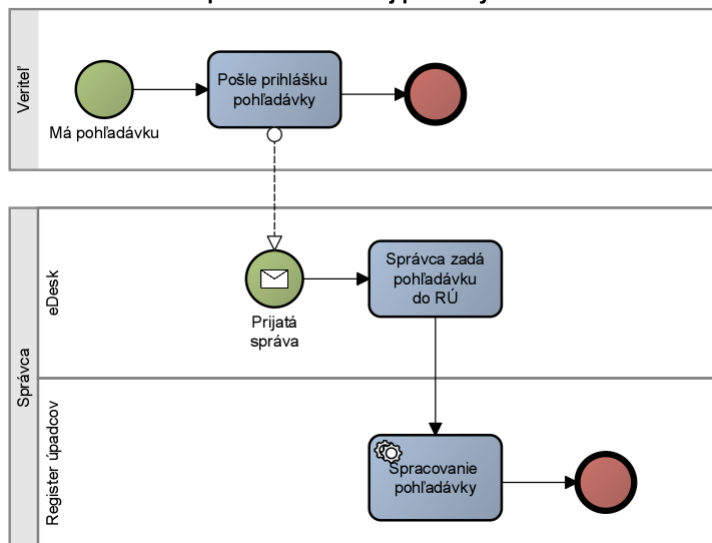 Veriteľ
Má pohľadávku
Pošle prihlášku
pohľadávky
Správca
eDesk
Prijatá
správa
Správca zadá
pohľadávku
do RÚ
Register úpadcov
Spracovanie
pohľadávky